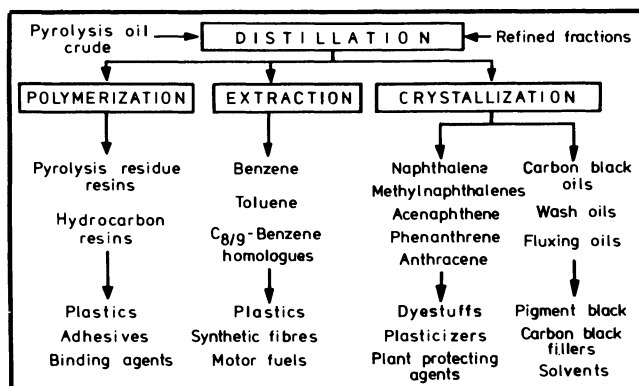 Pyrolysis oil
crude
DISTILLATION
Refined fractions
POLYMERIZATION
EXTRACTION
CRYSTALLIZATION
Pyrolysis residue
resins
Hydrocarbon
resins
Plastics
Adhesives
Binding agents
Benzene
Toluene
C8/9-Benzene
homologues
Plastics
Synthetic fibres
Motor fuels
Naphthalene
Methylnaphthalenes
Acenaphthene
Phenanthrene
Anthracene
Dyestuffs
Plasticizers
Plant protecting
agents
Carbon black
oils
Wash oils
Fluxing oils
Pigment black
Carbon black
fillers
Solvents